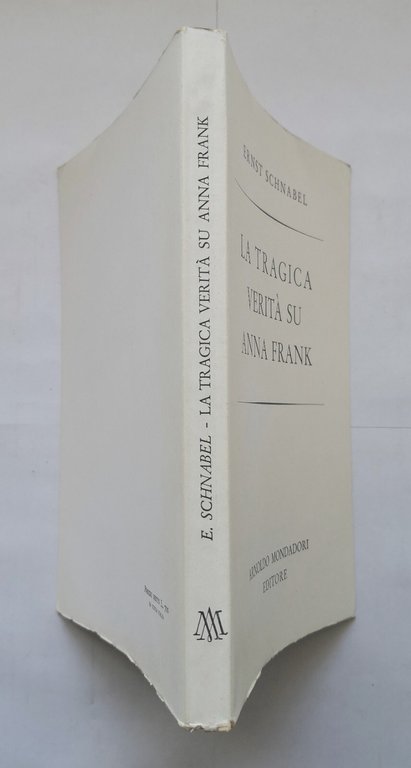 ERNST SCHNABEL
LA TRAGICA
VERITÀ SU
ANNA FRANK
ARNOLDO MONDADORI
EDITORE
E. SCHNABEL - LA TRAGICA VERITÀ SU ANNA FRANK